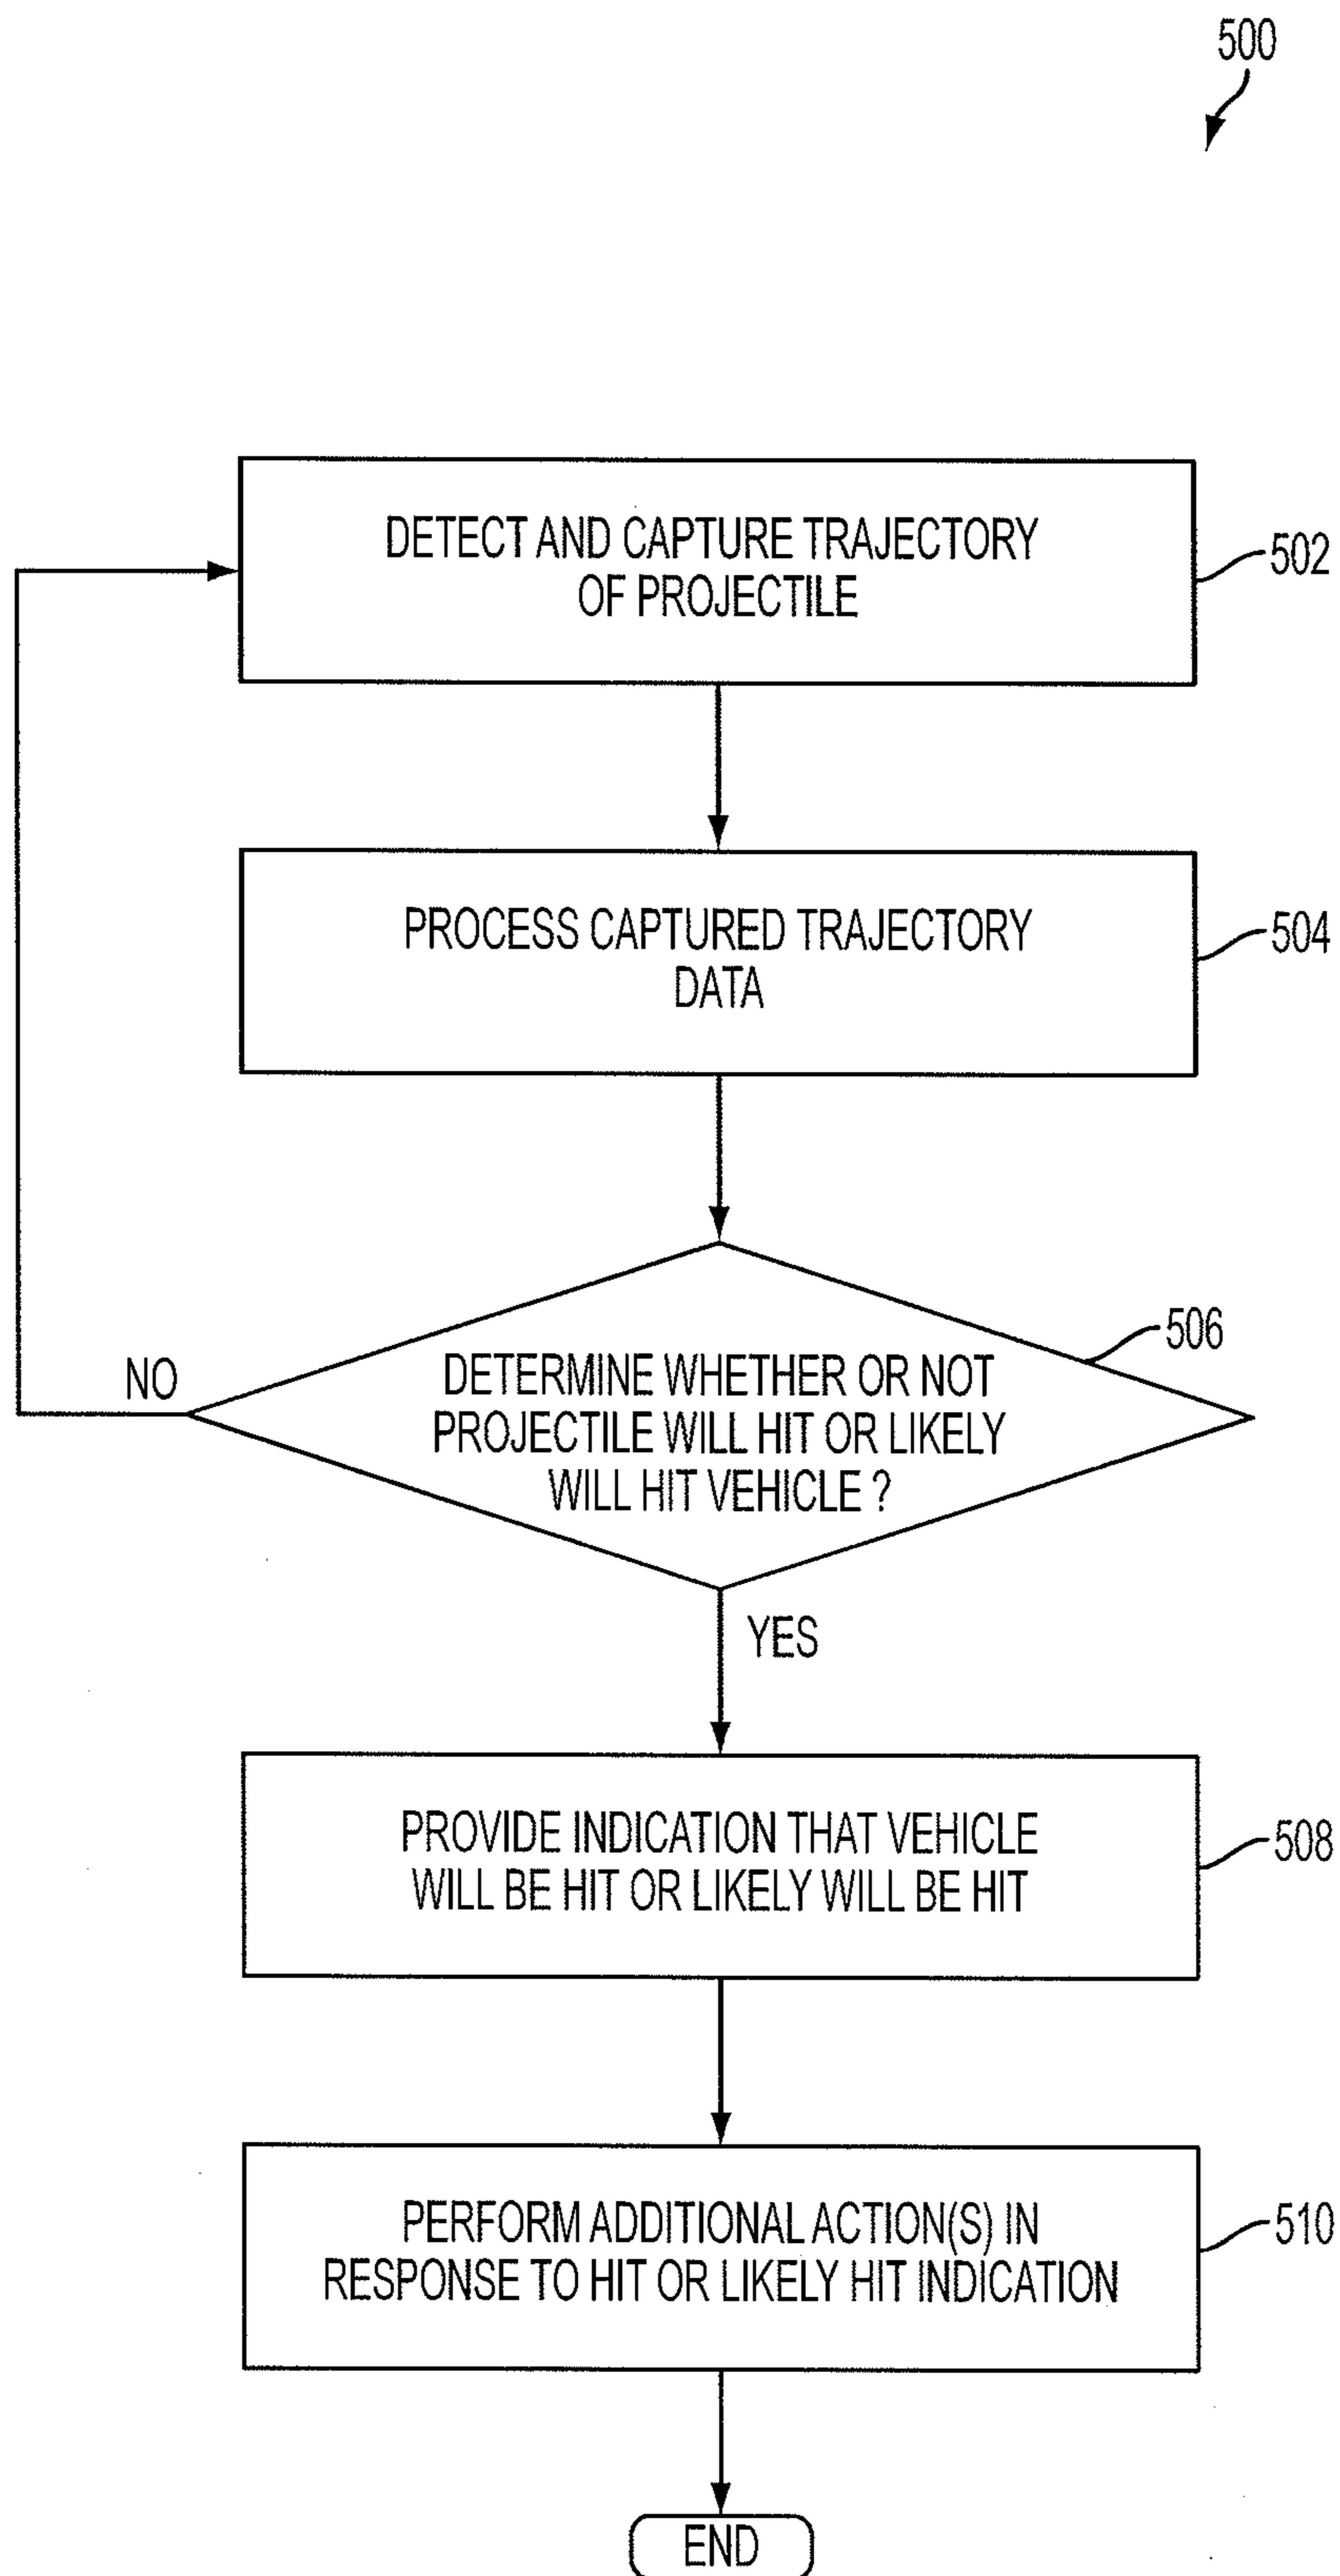 500
DETECT AND CAPTURE TRAJECTORY
OF PROJECTILE
502
PROCESS CAPTURED TRAJECTORY
DATA
504
506
NO
DETERMINE WHETHER OR NOT
PROJECTILE WILL HIT OR LIKELY
WILL HIT VEHICLE ?
YES
PROVIDE INDICATION THAT VEHICLE
WILL BE HIT OR LIKELY WILL BE HIT
508
PERFORM ADDITIONAL ACTION(S) IN
RESPONSE TO HIT OR LIKELY HIT INDICATION
510
END